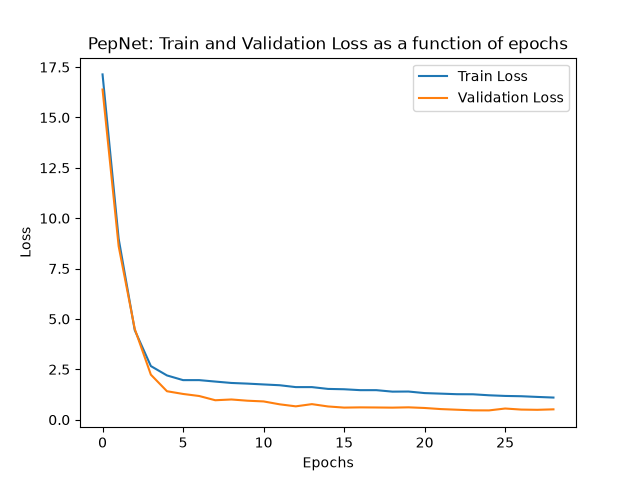 PepNet: Train and Validation Loss as a function of epochs
Train Loss
Validation Loss
17.5
15.0
12.5
10.0
7.5
5.0
2.5
0.0
Loss
0 5 10 15 20 25
Epochs